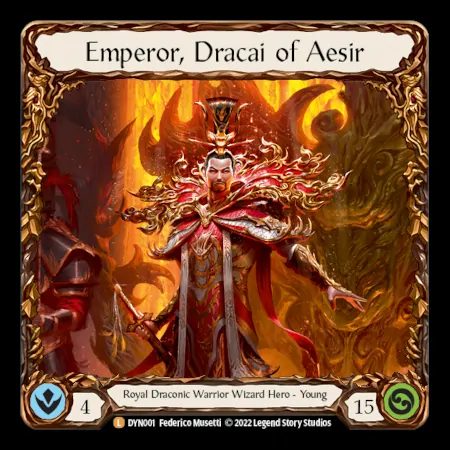 Emperor, Dracai of Aesir
4
Royal Draconic Warrior Wizard Hero - Young
15
L DYN001 Federico Musetti © 2022 Legend Story Studios